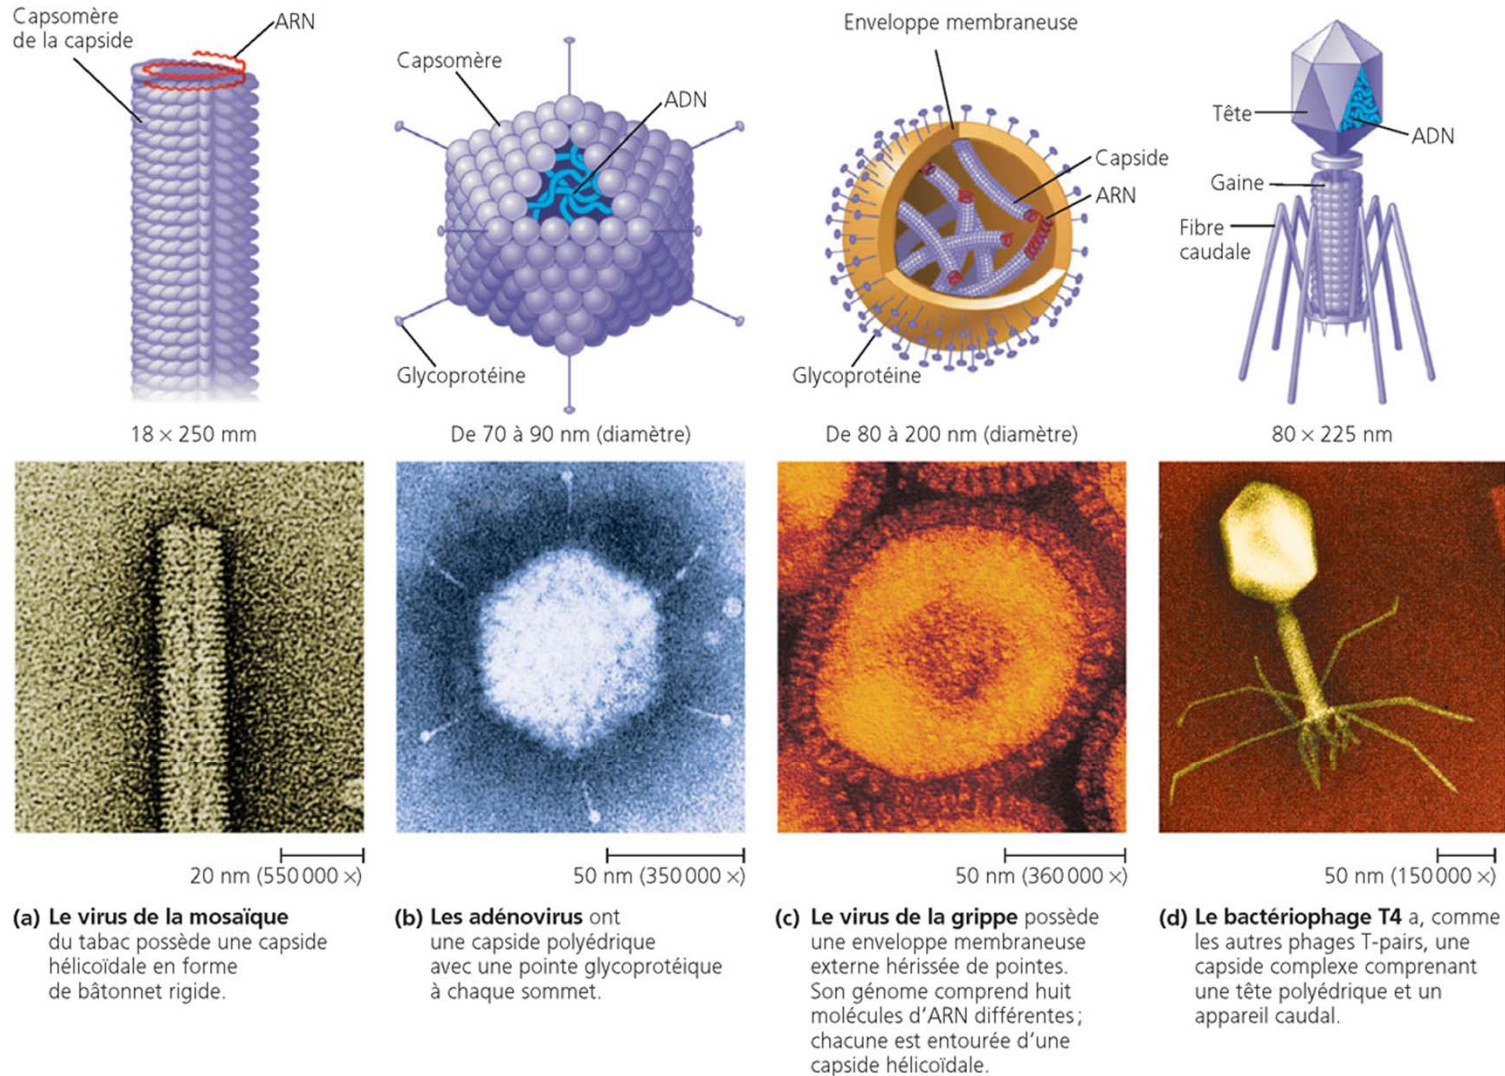 Capsomère
de la capside
ARN
18 × 250 mm
Capsomère
ADN
Glycoprotéine
De 70 à 90 nm (diamètre)
Enveloppe membraneuse
Capside
ARN
Glycoprotéine
De 80 à 200 nm (diamètre)
Tête
ADN
Gaine
Fibre
caudale
80 × 225 nm
20 nm (550 000 ×)
50 nm (350 000 ×)
50 nm (360 000 ×)
50 nm (150 000 ×)
(a) Le virus de la mosaïque
du tabac possède une capside
hélicoïdale en forme
de bâtonnet rigide.
(b) Les adénovirus ont
une capside polyédrique
avec une pointe glycoprotéique
à chaque sommet.
(c) Le virus de la grippe possède
une enveloppe membraneuse
externe hérissée de pointes.
Son génome comprend huit
molécules d'ARN différentes ;
chacune est entourée d'une
capside hélicoïdale.
(d) Le bactériophage T4 a, comme
les autres phages T-pairs, une
capside complexe comprenant
une tête polyédrique et un
appareil caudal.